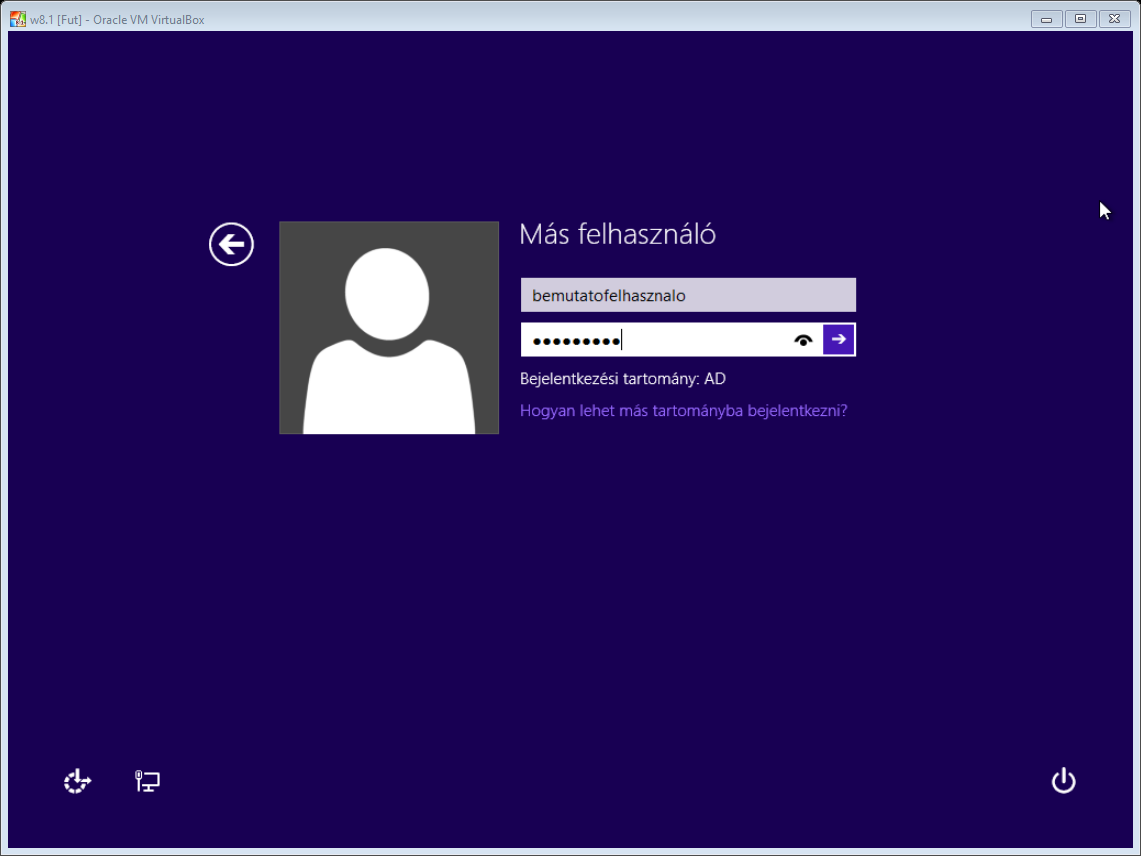 w8.1 [Fut] - Oracle VM VirtualBox
Más felhasználó
bemutatofelhasznalo
●●●●●●●●●
Bejelentkezési tartomány: AD
Hogyan lehet más tartományba bejelentkezni?